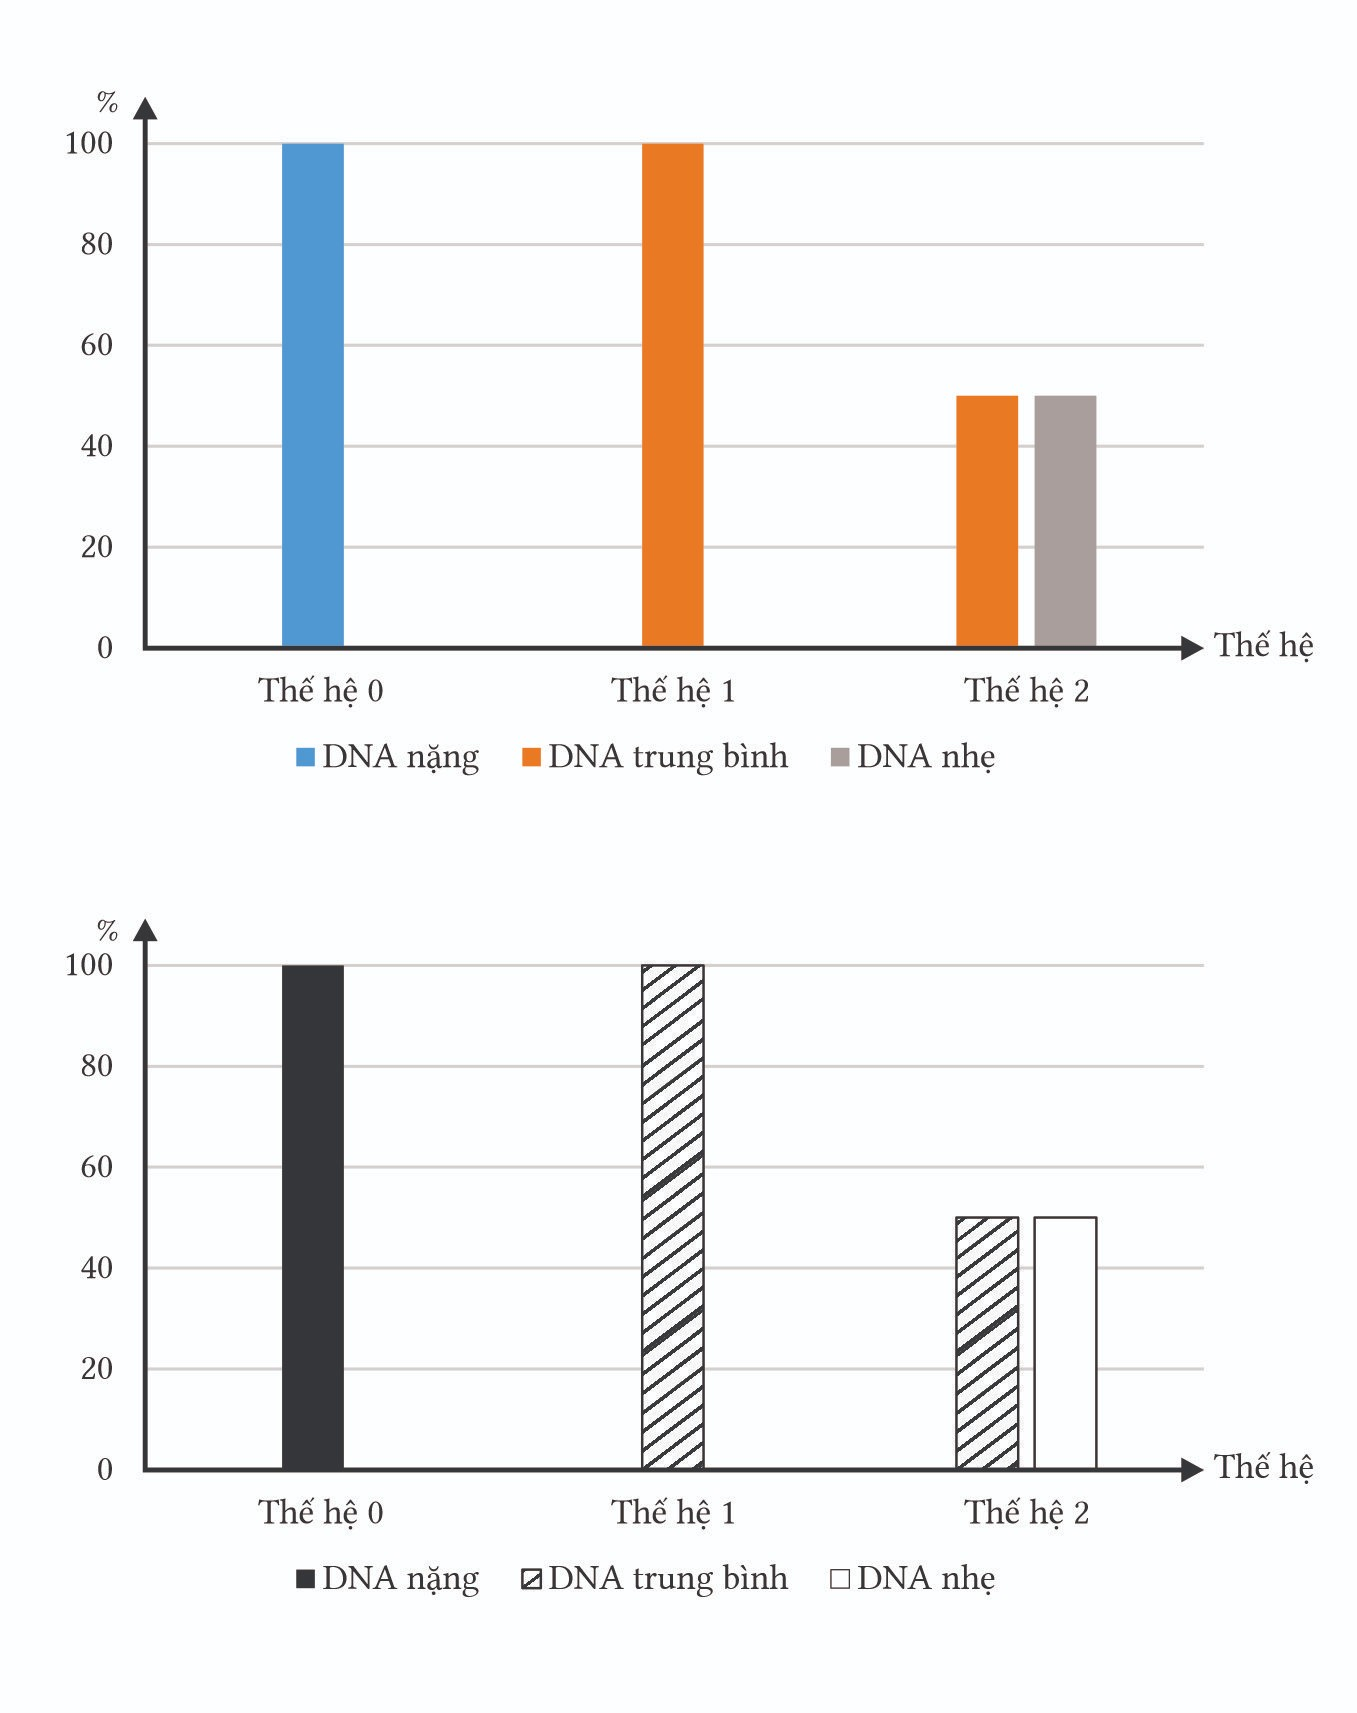 %
100
80
60
40
20
0
Thế hệ
Thế hệ 0 Thế hệ 1 Thế hệ 2
DNA nặng DNA trung bình DNA nhẹ
%
100
80
60
40
20
0
Thế hệ
Thế hệ 0 Thế hệ 1 Thế hệ 2
DNA nặng DNA trung bình DNA nhẹ